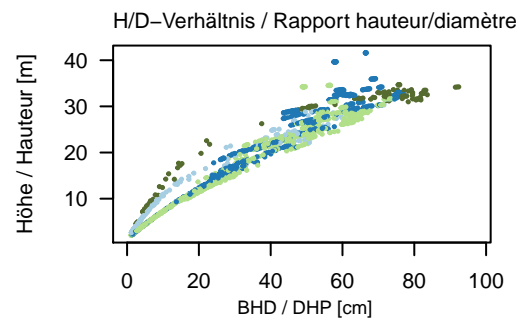 H/D−Verhältnis / Rapport hauteur/diamètre
Höhe / Hauteur [m]
40
30
20
10
0 20 40 60 80 100
BHD / DHP [cm]